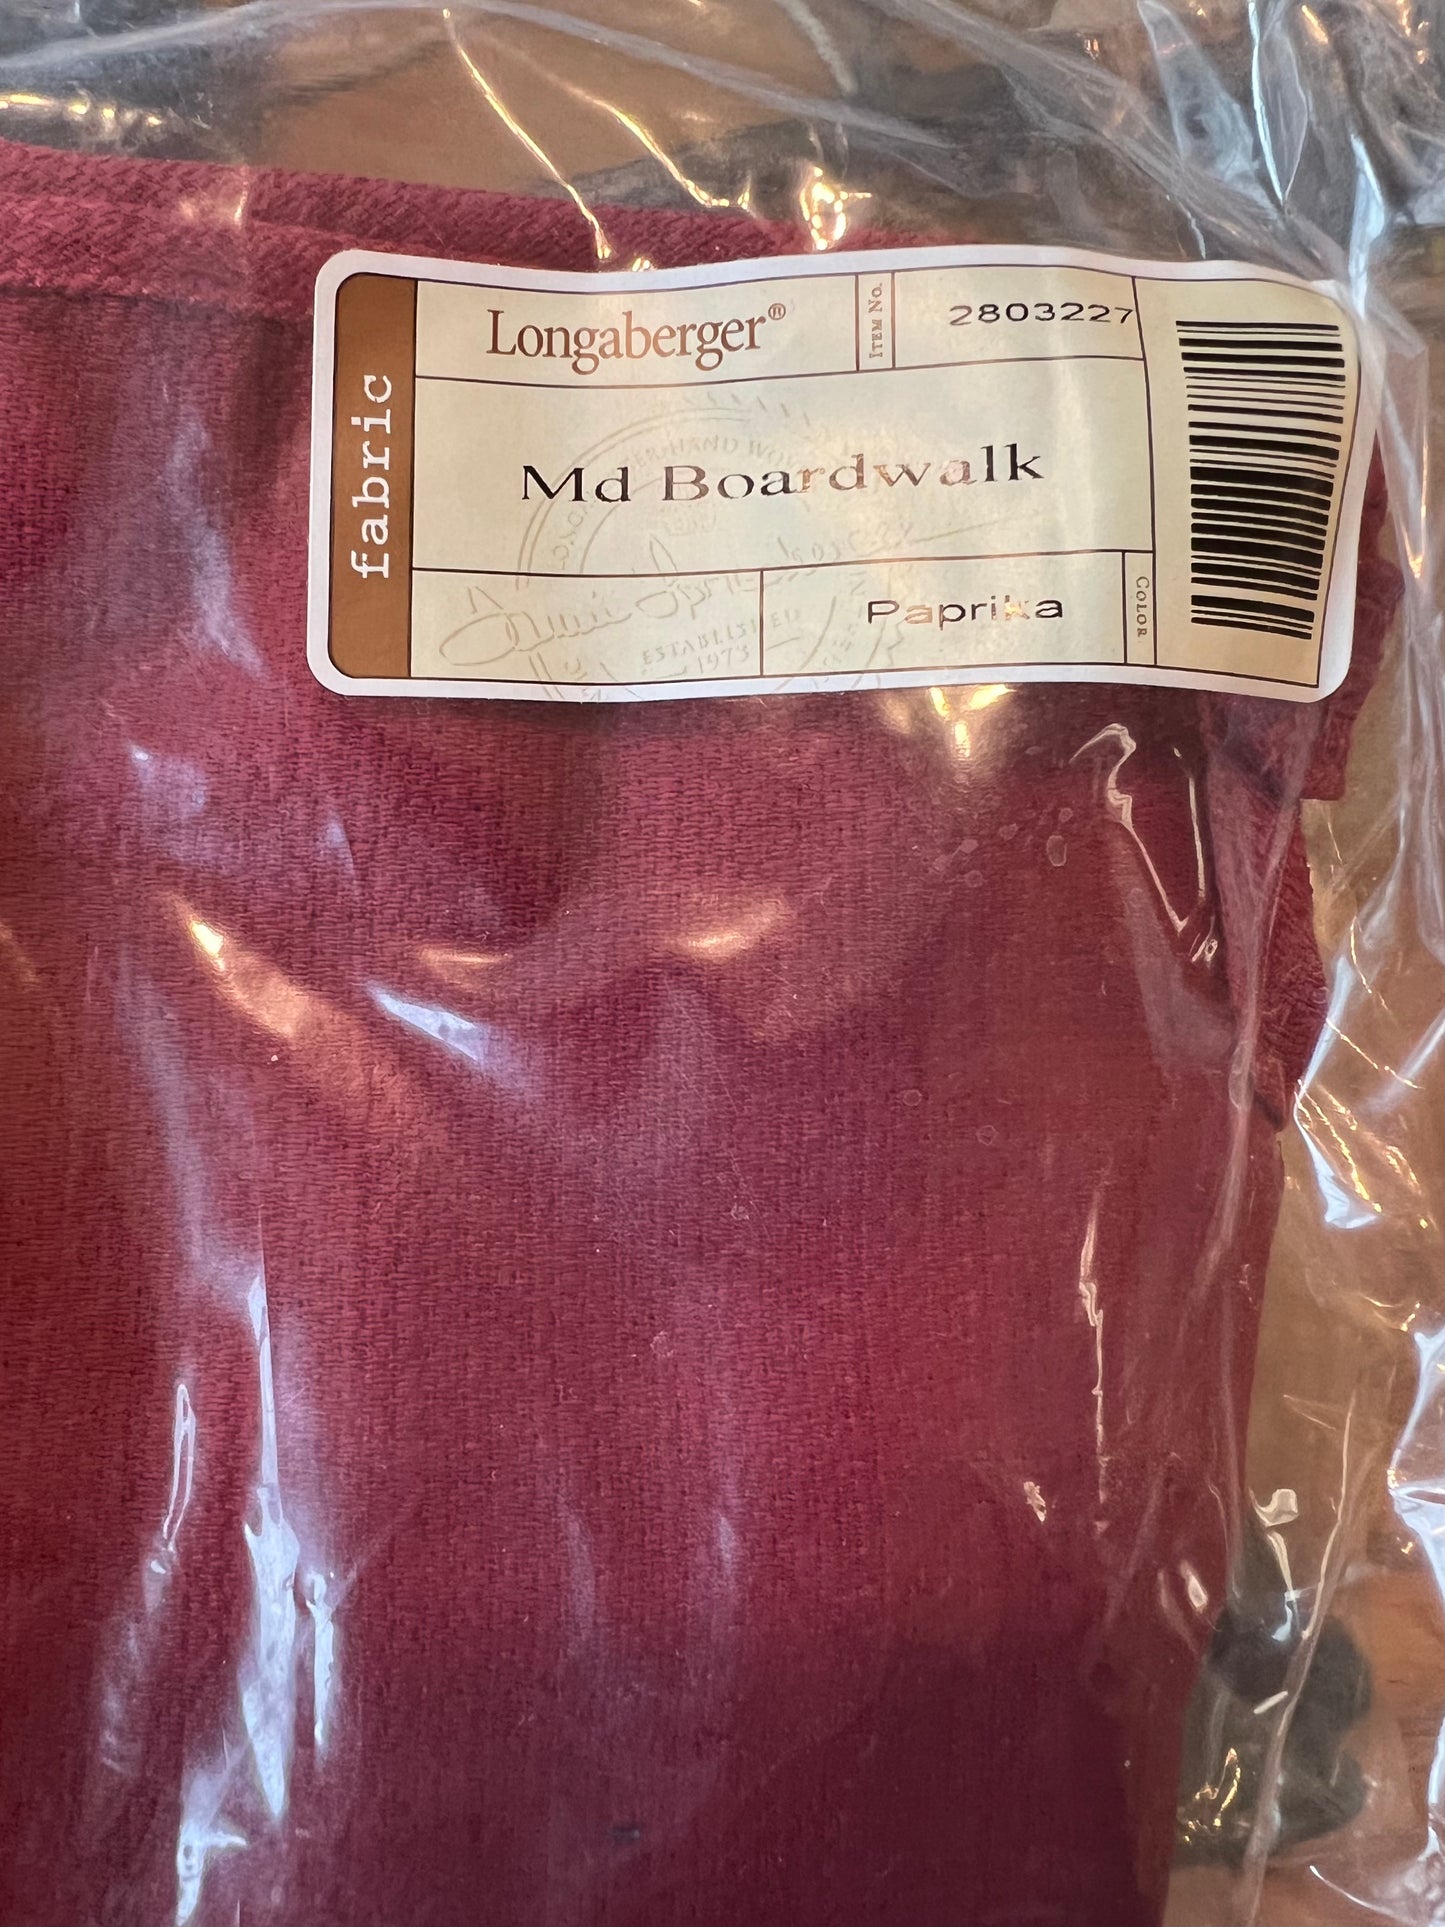 fabric
Longaberger®
ITEM No.
2803227
Md Boardwalk
Paprika
COLOR
ESTABLISHED
1973